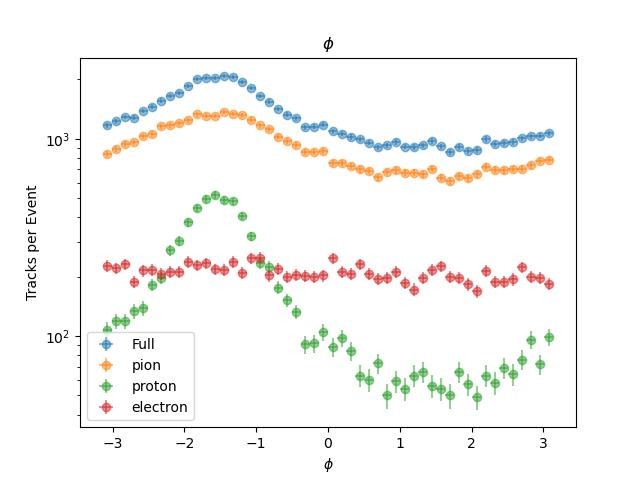 ϕ
Tracks per Event
10³
10²
Full
pion
proton
electron
−3 −2 −1 0 1 2 3
ϕ